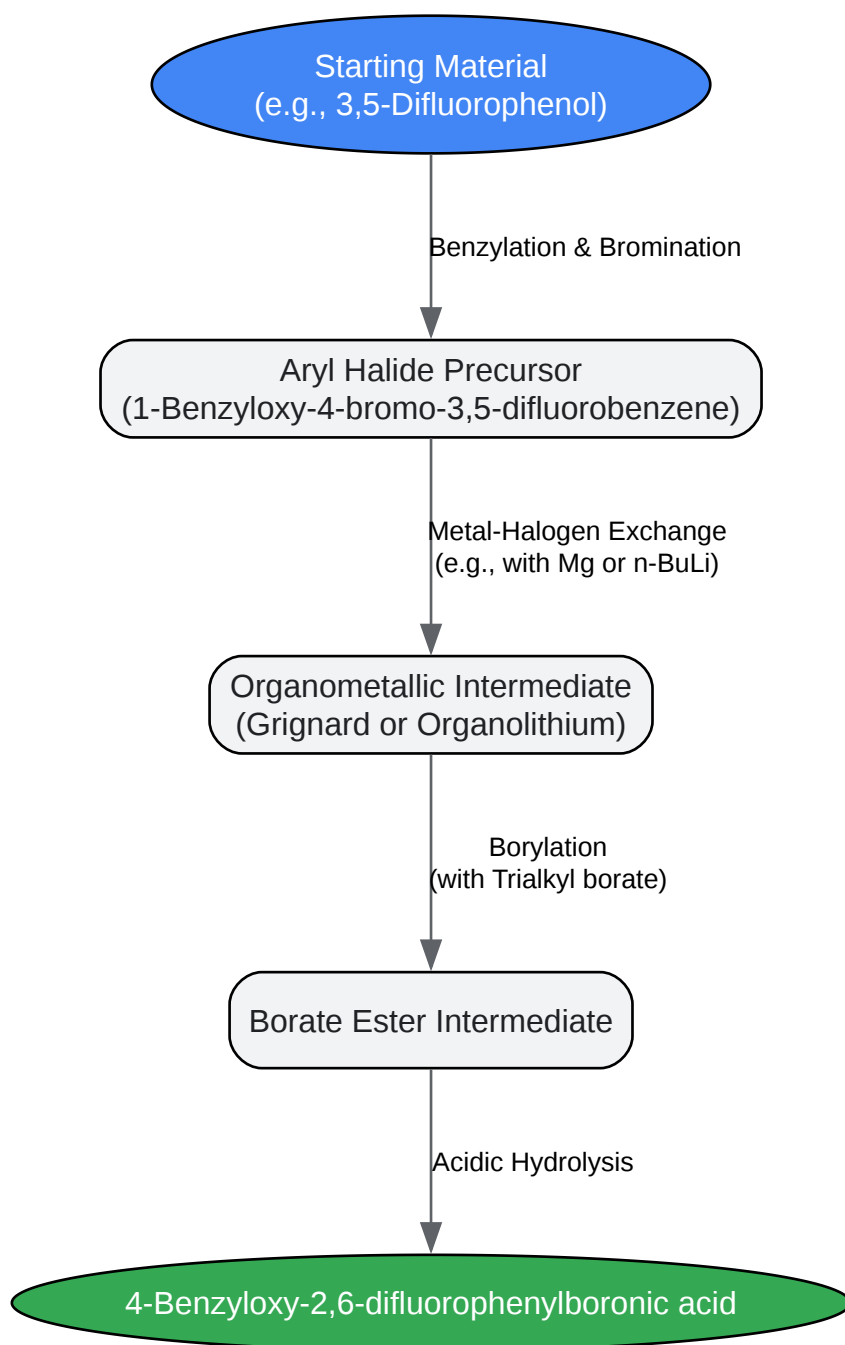 Starting Material
(e.g., 3,5-Difluorophenol)
Benzylation & Bromination
Aryl Halide Precursor
(1-Benzyloxy-4-bromo-3,5-difluorobenzene)
Metal-Halogen Exchange
(e.g., with Mg or n-BuLi)
Organometallic Intermediate
(Grignard or Organolithium)
Borylation
(with Trialkyl borate)
Borate Ester Intermediate
Acidic Hydrolysis
4-Benzyloxy-2,6-difluorophenylboronic acid